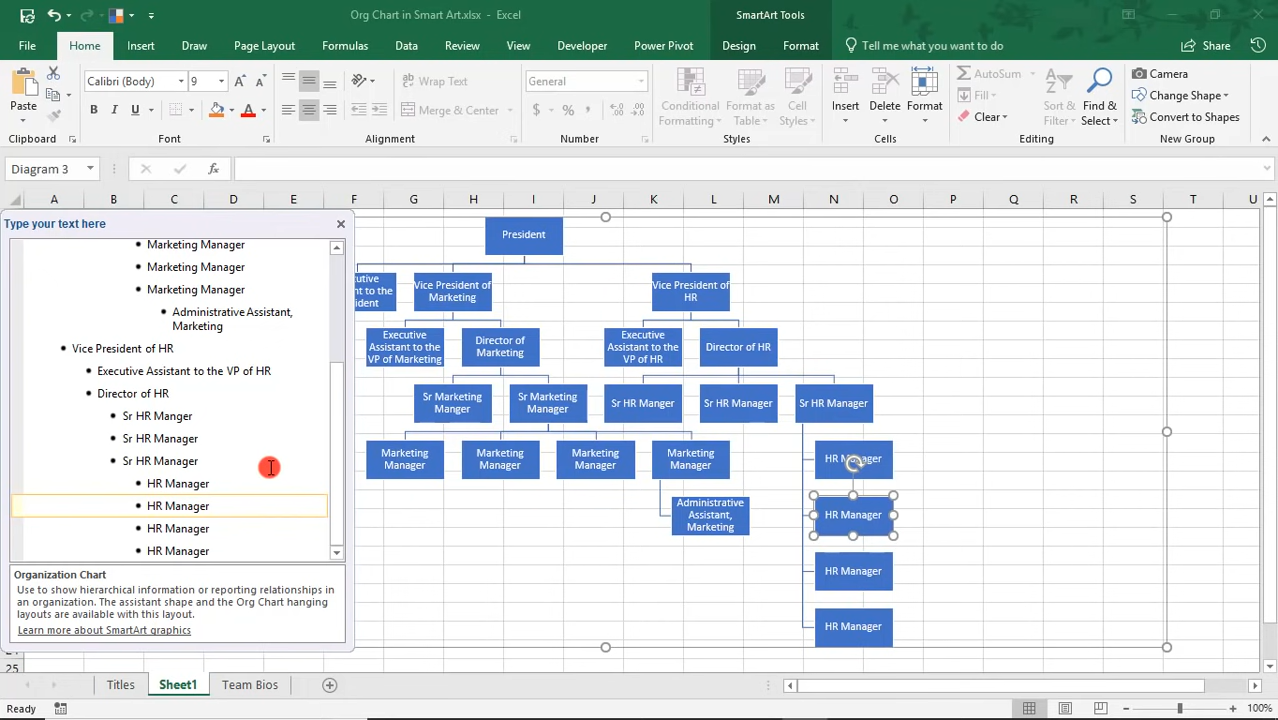 Org Chart in Smart Art.xlsx - Excel
SmartArt Tools
File Home Insert Draw Page Layout Formulas Data Review View Developer Power Pivot Design Format Tell me what you want to do Share
Paste
Clipboard
Calibri (Body) 9
B I U
Font
Wrap Text
Merge & Center
Alignment
General
$ % ,
Number
Conditional Formatting
Format as Table
Cell Styles
Styles
Insert Delete Format
Cells
AutoSum
Fill
Clear
Sort & Filter
Find & Select
Editing
Camera
Change Shape
Convert to Shapes
New Group
Diagram 3
fx
A B C D E F G H I J K L M N O P Q R S T U
Type your text here
Marketing Manager
Marketing Manager
Marketing Manager
Administrative Assistant,
Marketing
Vice President of HR
Executive Assistant to the VP of HR
Director of HR
Sr HR Manger
Sr HR Manager
Sr HR Manager
HR Manager
HR Manager
HR Manager
HR Manager
Organization Chart
Use to show hierarchical information or reporting relationships in
an organization. The assistant shape and the Org Chart hanging
layouts are available with this layout.
Learn more about SmartArt graphics
President
Vice President of
Marketing
Vice President of
HR
Executive
Assistant to the
VP of Marketing
Director of
Marketing
Executive
Assistant to the
VP of HR
Director of HR
Sr Marketing
Manger
Sr Marketing
Manager
Sr HR Manger
Sr HR Manager
Sr HR Manager
Marketing
Manager
Marketing
Manager
Marketing
Manager
Marketing
Manager
HR Manager
Administrative
Assistant,
Marketing
HR Manager
HR Manager
HR Manager
25
Titles Sheet1 Team Bios
Ready
100%